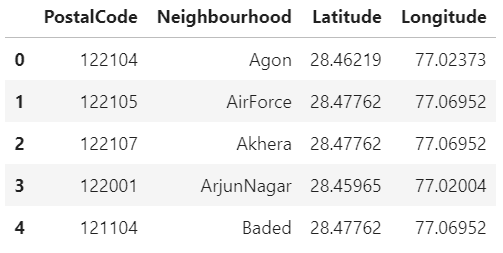 PostalCode Neighbourhood Latitude Longitude
0 122104 Agon 28.46219 77.02373
1 122105 AirForce 28.47762 77.06952
2 122107 Akhera 28.47762 77.06952
3 122001 ArjunNagar 28.45965 77.02004
4 121104 Baded 28.47762 77.06952